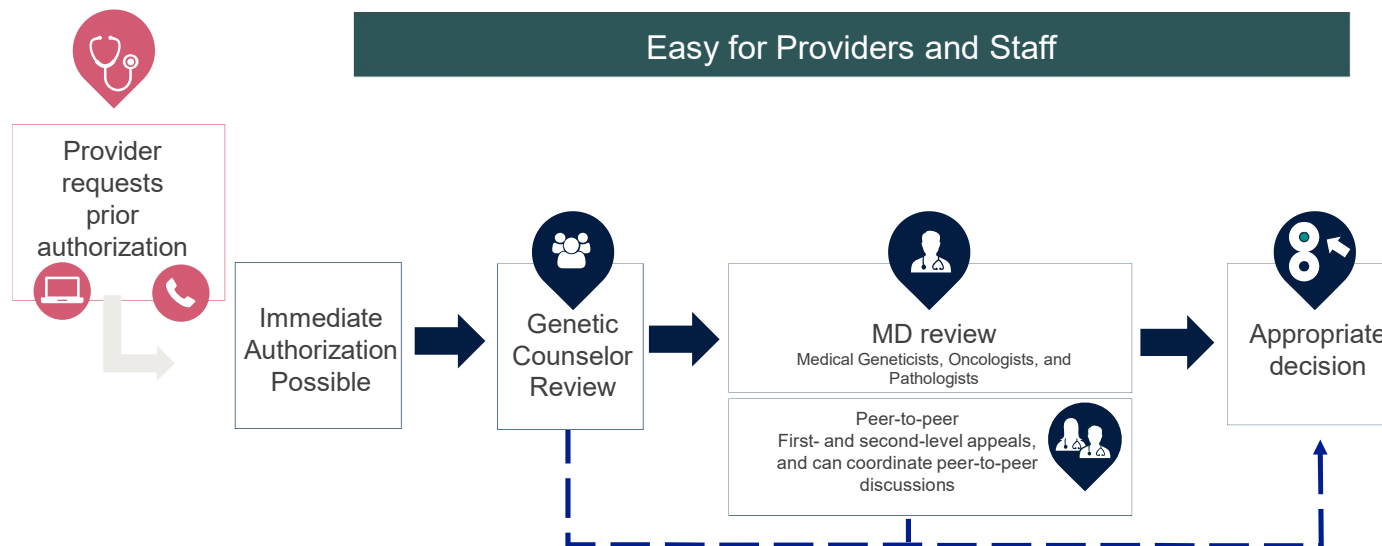 Easy for Providers and Staff
Provider
requests
prior
authorization
Immediate
Authorization
Possible
Genetic
Counselor
Review
MD review
Medical Geneticists, Oncologists, and
Pathologists
Peer-to-peer
First- and second-level appeals,
and can coordinate peer-to-peer
discussions
Appropriate
decision